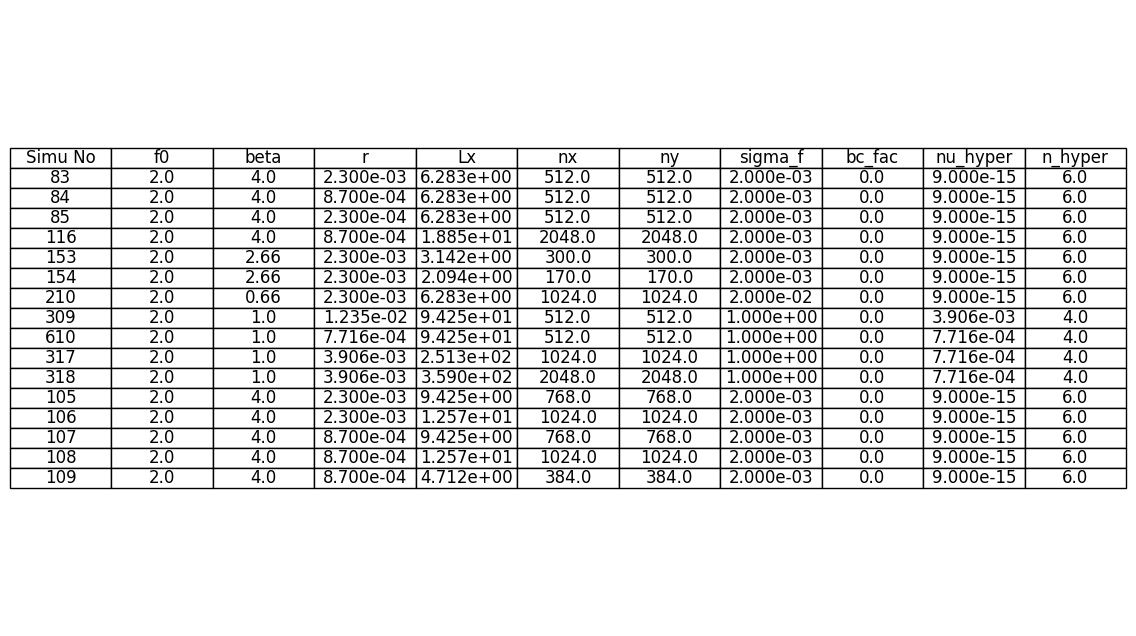 Simu No f0 beta r Lx nx ny sigma_f bc_fac nu_hyper n_hyper
83 2.0 4.0 2.300e-03 6.283e+00 512.0 512.0 2.000e-03 0.0 9.000e-15 6.0
84 2.0 4.0 8.700e-04 6.283e+00 512.0 512.0 2.000e-03 0.0 9.000e-15 6.0
85 2.0 4.0 2.300e-04 6.283e+00 512.0 512.0 2.000e-03 0.0 9.000e-15 6.0
116 2.0 4.0 8.700e-04 1.885e+01 2048.0 2048.0 2.000e-03 0.0 9.000e-15 6.0
153 2.0 2.66 2.300e-03 3.142e+00 300.0 300.0 2.000e-03 0.0 9.000e-15 6.0
154 2.0 2.66 2.300e-03 2.094e+00 170.0 170.0 2.000e-03 0.0 9.000e-15 6.0
210 2.0 0.66 2.300e-03 6.283e+00 1024.0 1024.0 2.000e-02 0.0 9.000e-15 6.0
309 2.0 1.0 1.235e-02 9.425e+01 512.0 512.0 1.000e+00 0.0 3.906e-03 4.0
610 2.0 1.0 7.716e-04 9.425e+01 512.0 512.0 1.000e+00 0.0 7.716e-04 4.0
317 2.0 1.0 3.906e-03 2.513e+02 1024.0 1024.0 1.000e+00 0.0 7.716e-04 4.0
318 2.0 1.0 3.906e-03 3.590e+02 2048.0 2048.0 1.000e+00 0.0 7.716e-04 4.0
105 2.0 4.0 2.300e-03 9.425e+00 768.0 768.0 2.000e-03 0.0 9.000e-15 6.0
106 2.0 4.0 2.300e-03 1.257e+01 1024.0 1024.0 2.000e-03 0.0 9.000e-15 6.0
107 2.0 4.0 8.700e-04 9.425e+00 768.0 768.0 2.000e-03 0.0 9.000e-15 6.0
108 2.0 4.0 8.700e-04 1.257e+01 1024.0 1024.0 2.000e-03 0.0 9.000e-15 6.0
109 2.0 4.0 8.700e-04 4.712e+00 384.0 384.0 2.000e-03 0.0 9.000e-15 6.0